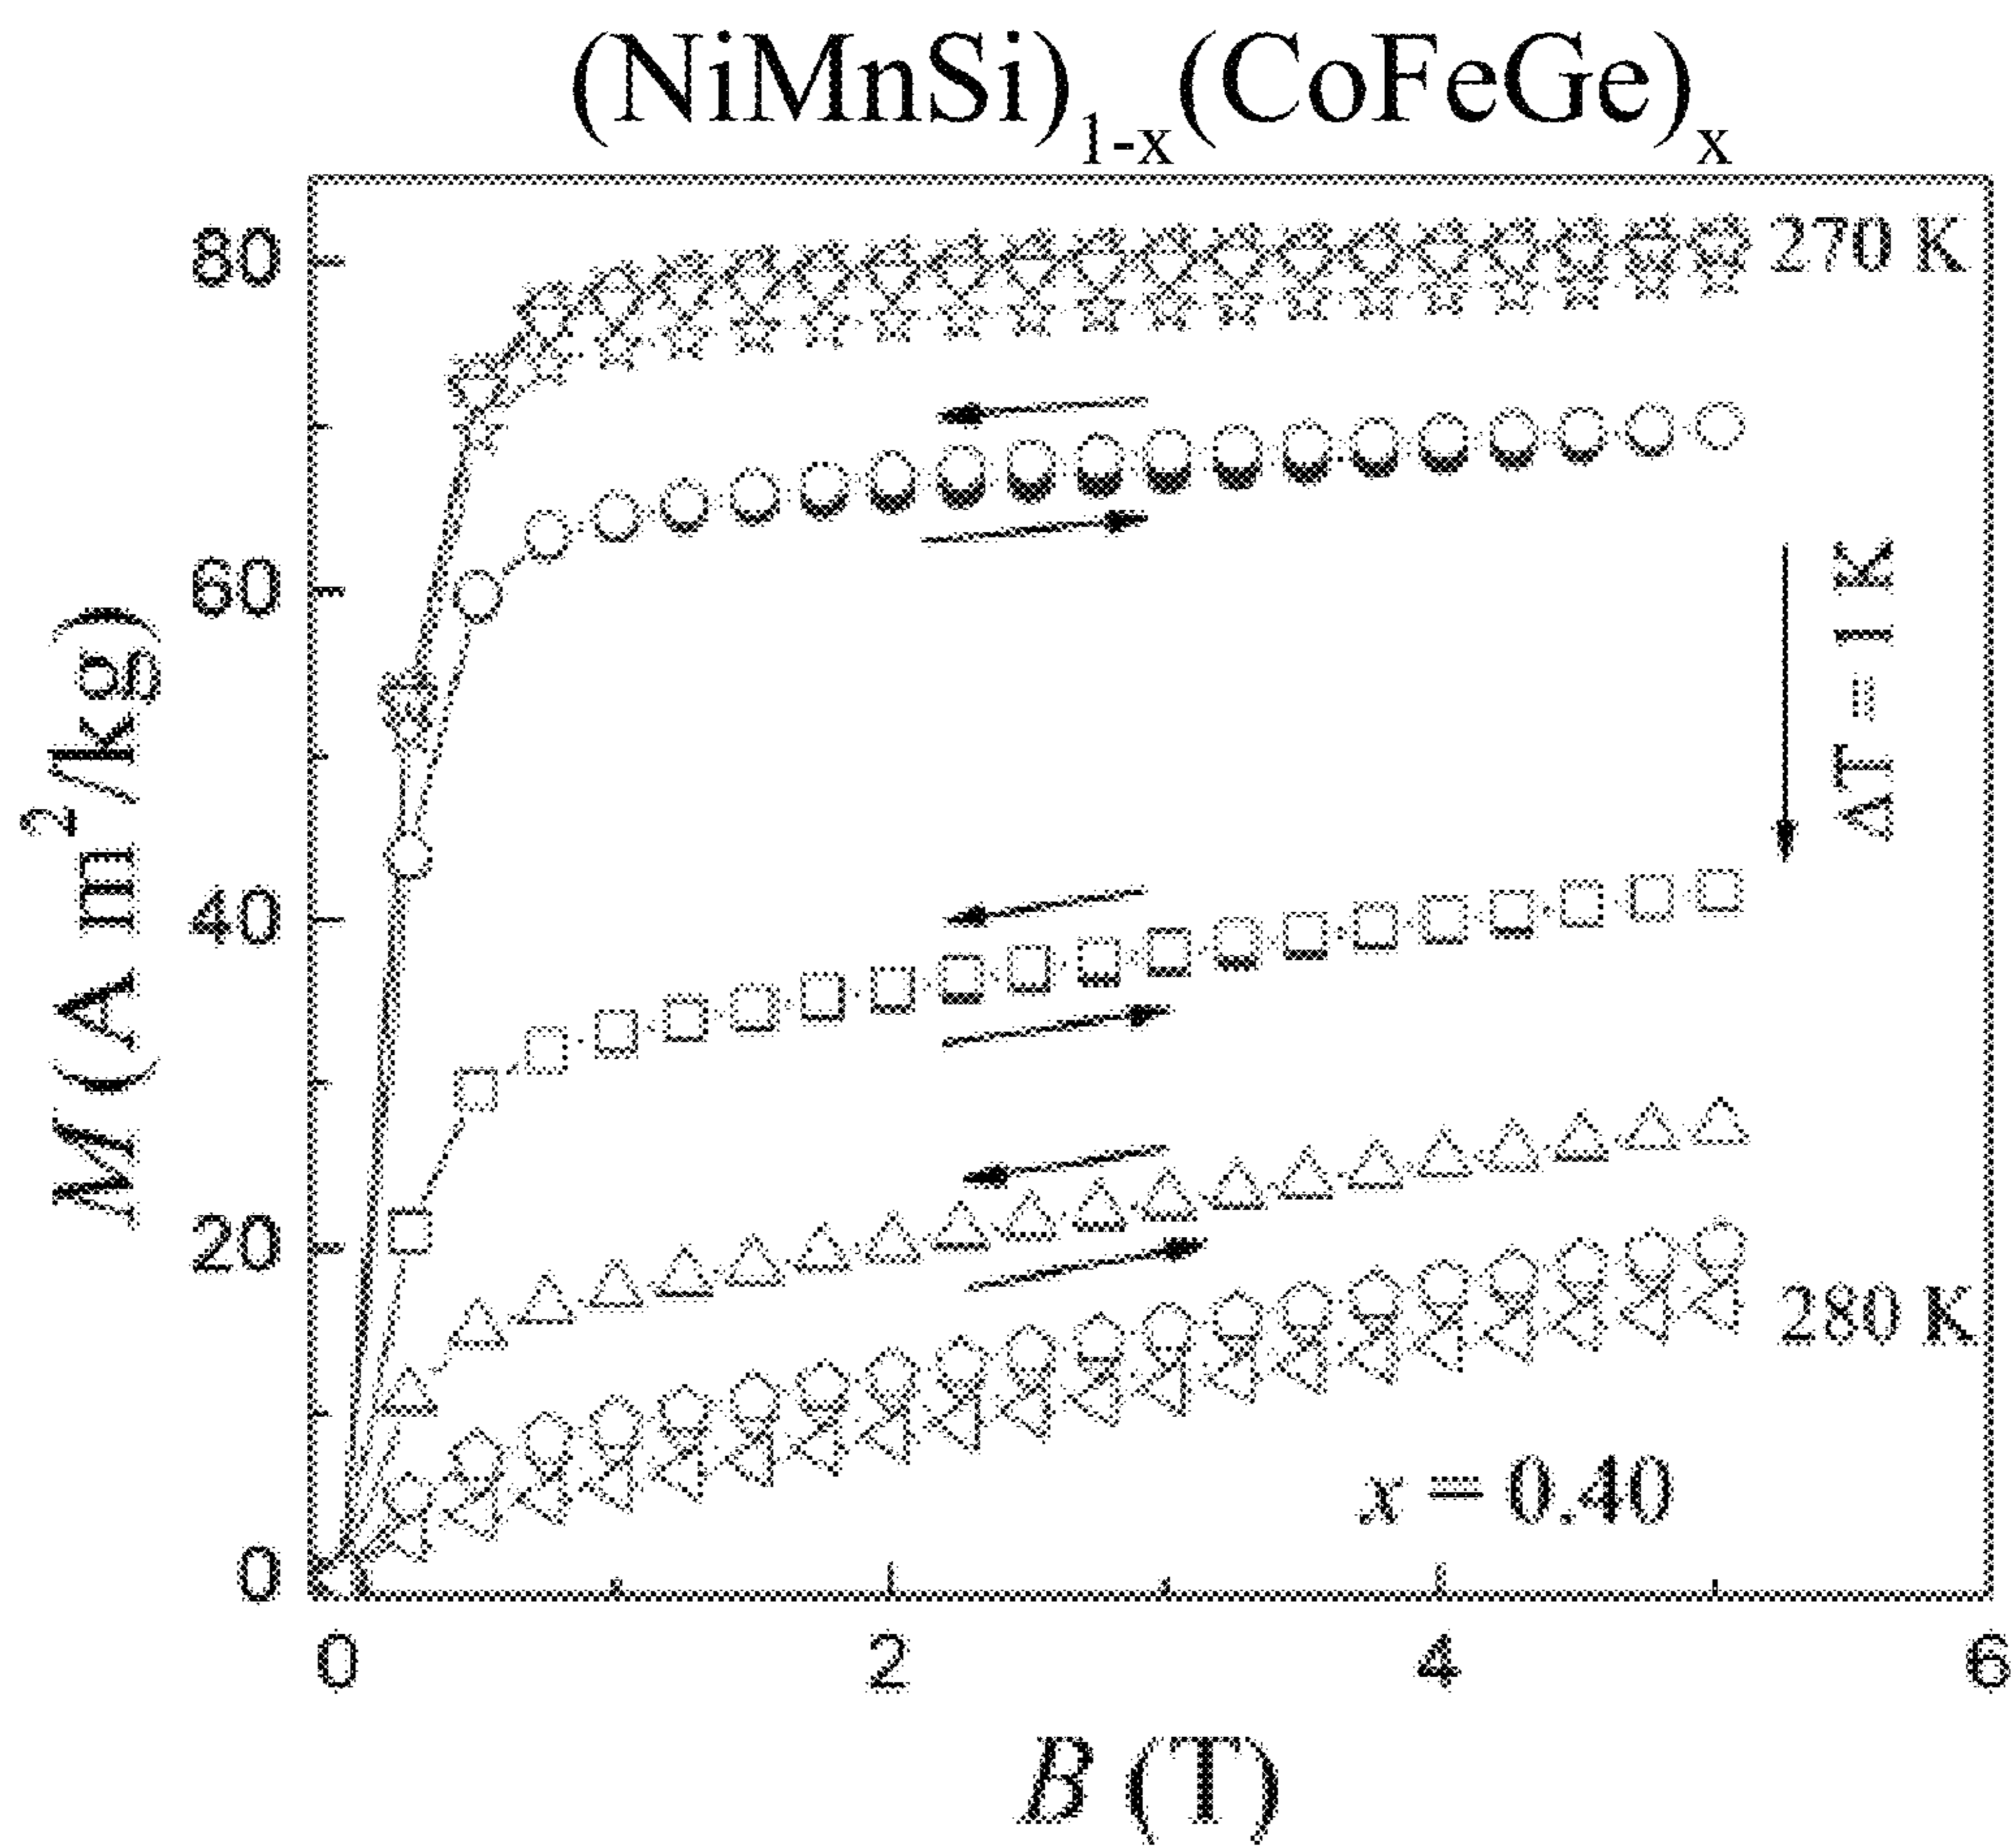 (NiMnSi)₁₋ₓ(CoFeGe)ₓ
80
60
40
20
0
M (A m²/kg)
270 K
ΔT = 1 K
280 K
x = 0.40
0 2 4 6
B (T)